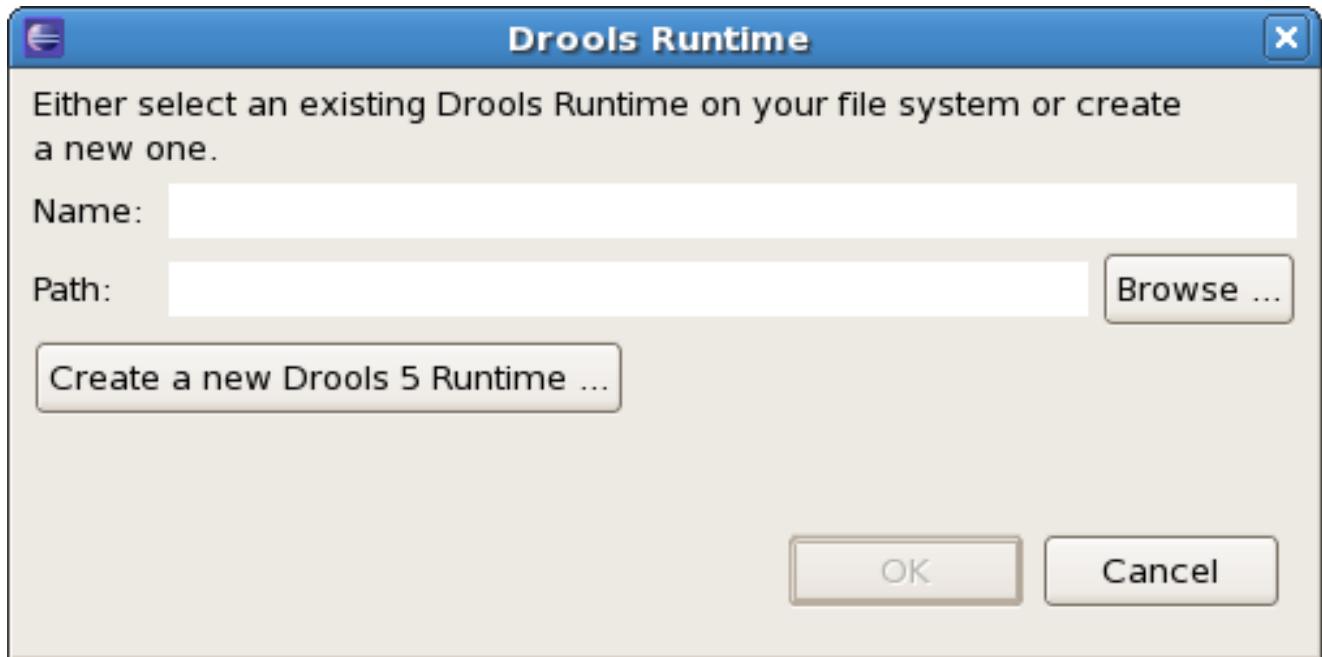 Drools Runtime
Either select an existing Drools Runtime on your file system or create
a new one.
Name:
Path:
Browse ...
Create a new Drools 5 Runtime ...
OK
Cancel